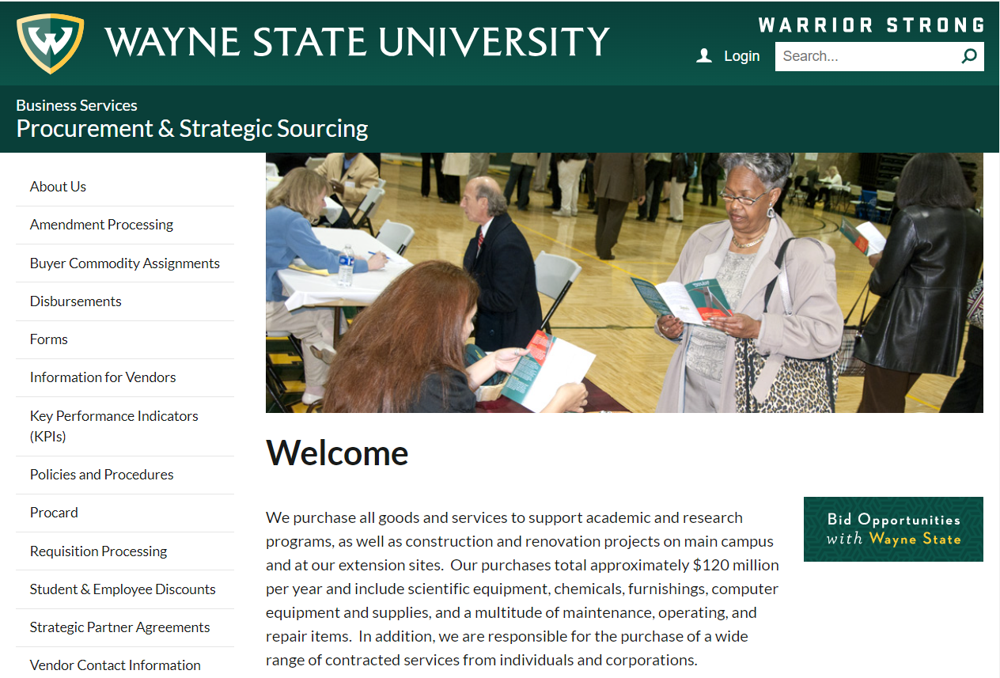 WAYNE STATE UNIVERSITY
WARRIOR STRONG
Login
Search...
Business Services
Procurement & Strategic Sourcing
About Us
Amendment Processing
Buyer Commodity Assignments
Disbursements
Forms
Information for Vendors
Key Performance Indicators
(KPIs)
Policies and Procedures
Procard
Requisition Processing
Student & Employee Discounts
Strategic Partner Agreements
Vendor Contact Information
Welcome
We purchase all goods and services to support academic and research
programs, as well as construction and renovation projects on main campus
and at our extension sites. Our purchases total approximately $120 million
per year and include scientific equipment, chemicals, furnishings, computer
equipment and supplies, and a multitude of maintenance, operating, and
repair items. In addition, we are responsible for the purchase of a wide
range of contracted services from individuals and corporations.
Bid Opportunities
with Wayne State